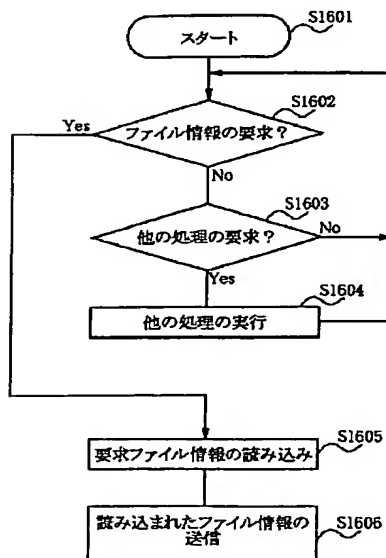 S1601
スタート
S1602
Yes
ファイル情報の要求?
No
S1603
他の処理の要求?
No
Yes
S1604
他の処理の実行
S1605
要求ファイル情報の読み込み
S1606
読み込まれたファイル情報の
送信